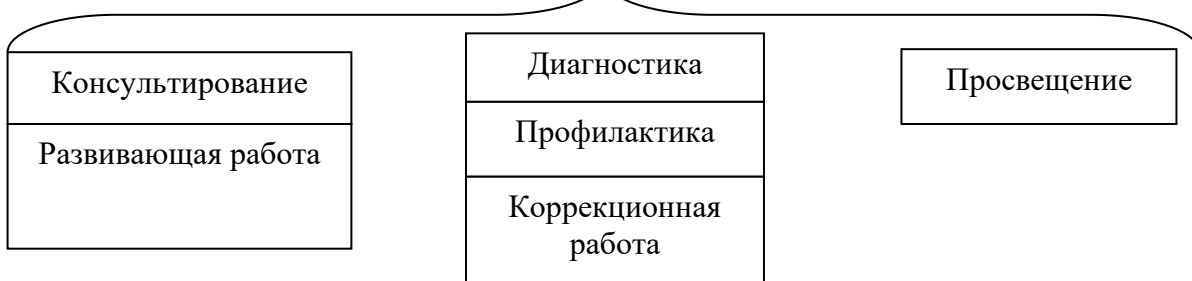 Консультирование
Развивающая работа
Диагностика
Профилактика
Коррекционная
работа
Просвещение